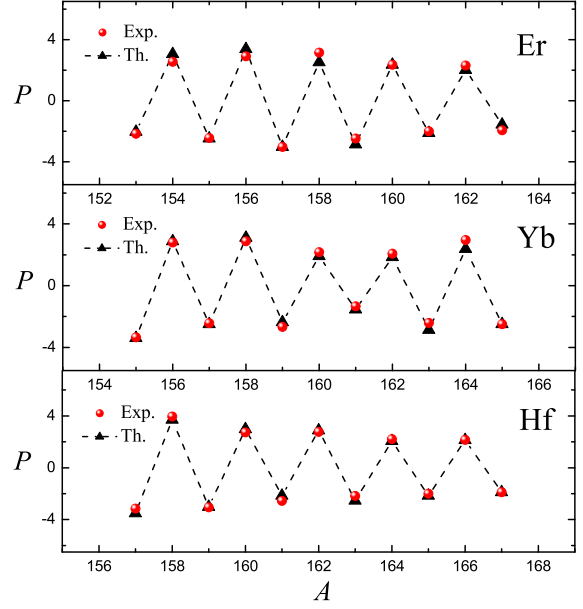 Er
Exp.
Th.
4
P 0
-4
152 154 156 158 160 162 164
Yb
Exp.
4
Th.
P 0
-4
154 156 158 160 162 164 166
Hf
Exp.
4
Th.
P 0
-4
156 158 160 162 164 166 168
A